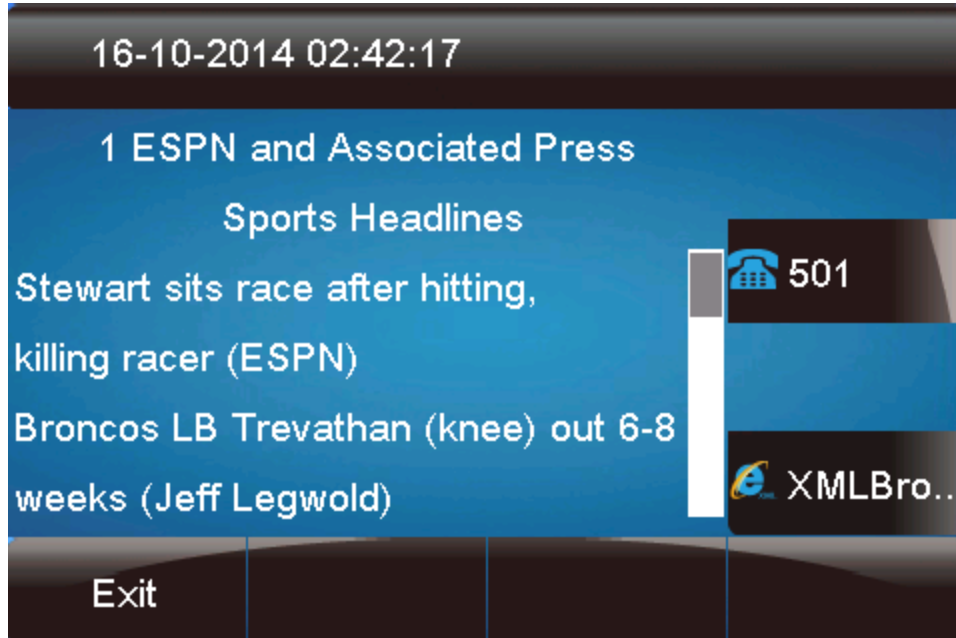 16-10-2014 02:42:17
1 ESPN and Associated Press
Sports Headlines
Stewart sits race after hitting,
killing racer (ESPN)
Broncos LB Trevathan (knee) out 6-8
weeks (Jeff Legwold)
501
XMLBro..
Exit